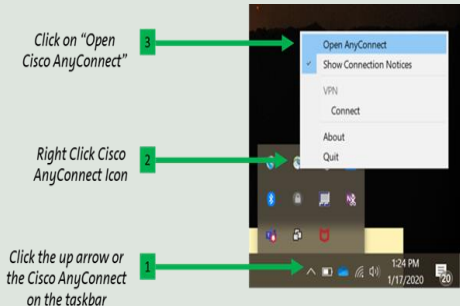 Click on “Open
Cisco AnyConnect”
3
Open AnyConnect
Show Connection Notices
VPN
Connect
About
Quit
Right Click Cisco
AnyConnect Icon
2
Click the up arrow or
the Cisco AnyConnect
on the taskbar
1
1:24 PM
1/17/2020
20